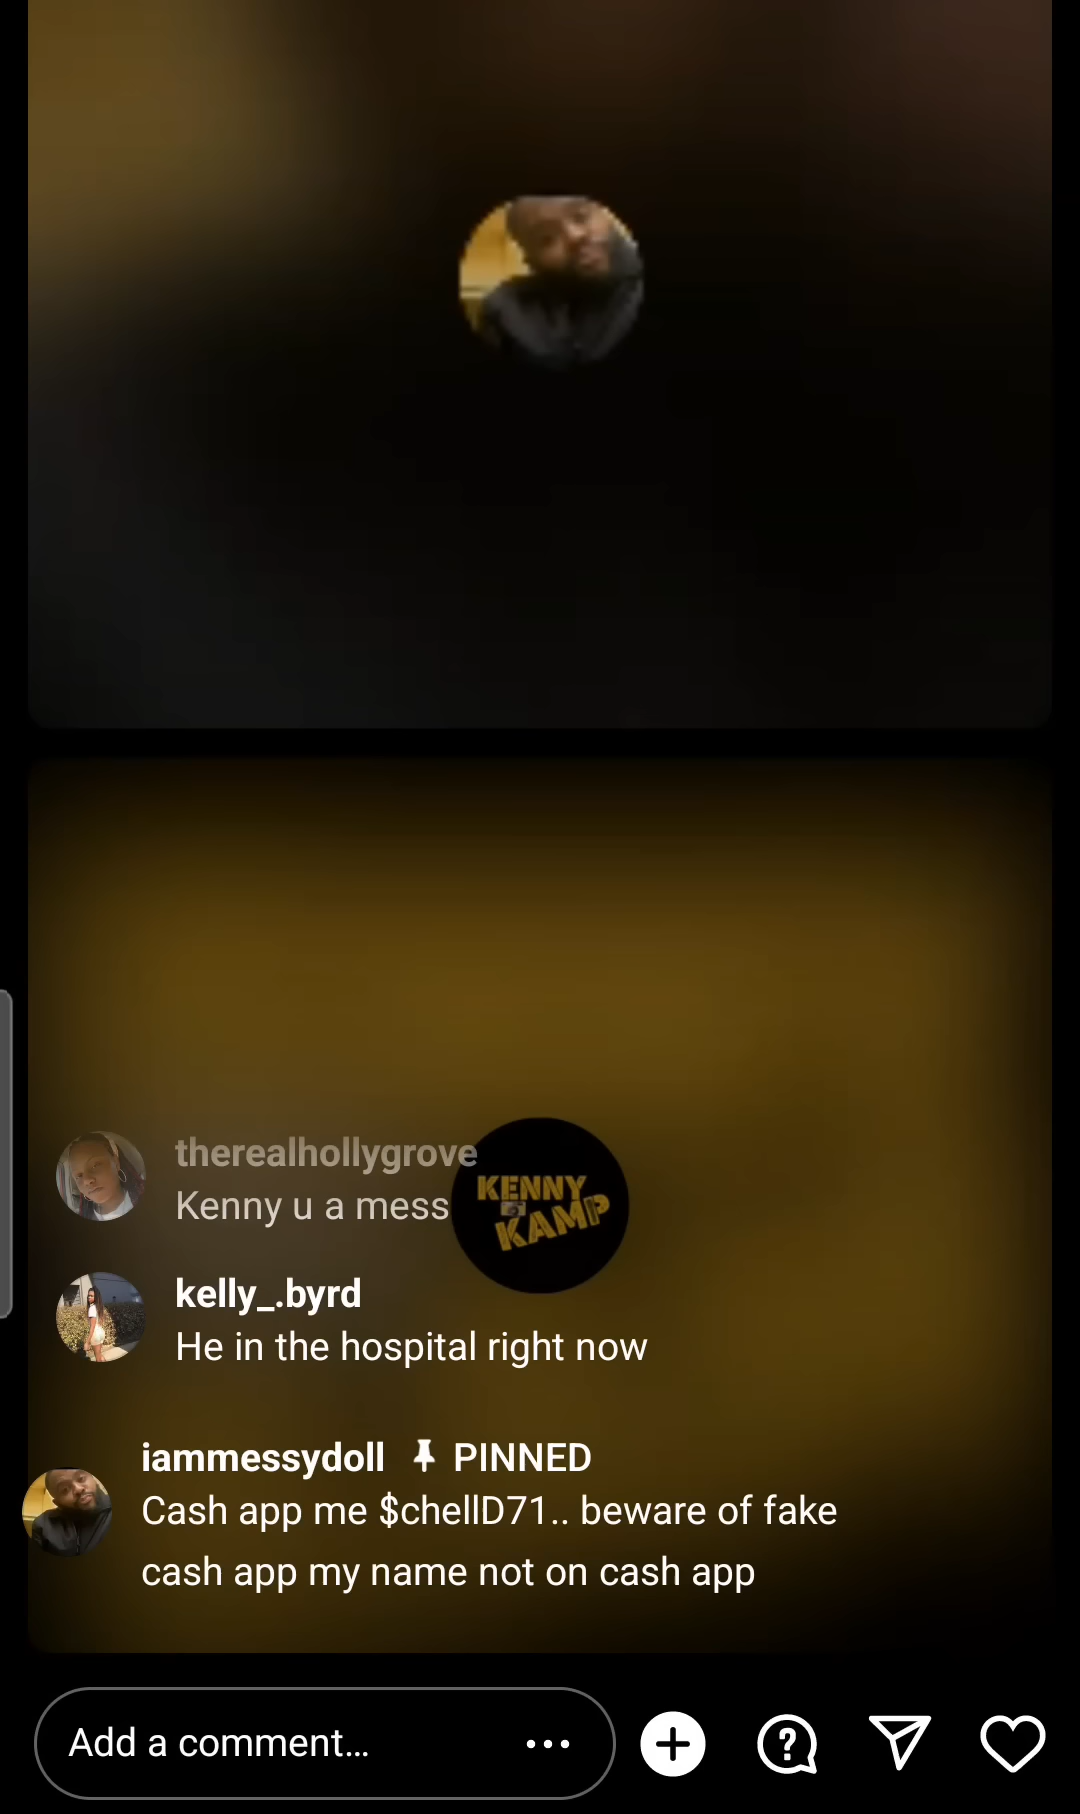 therealhollygrove
Kenny u a mess
KENNY
KAMP
kelly_.byrd
He in the hospital right now
iammessydoll PINNED
Cash app me $chellD71.. beware of fake
cash app my name not on cash app
Add a comment...